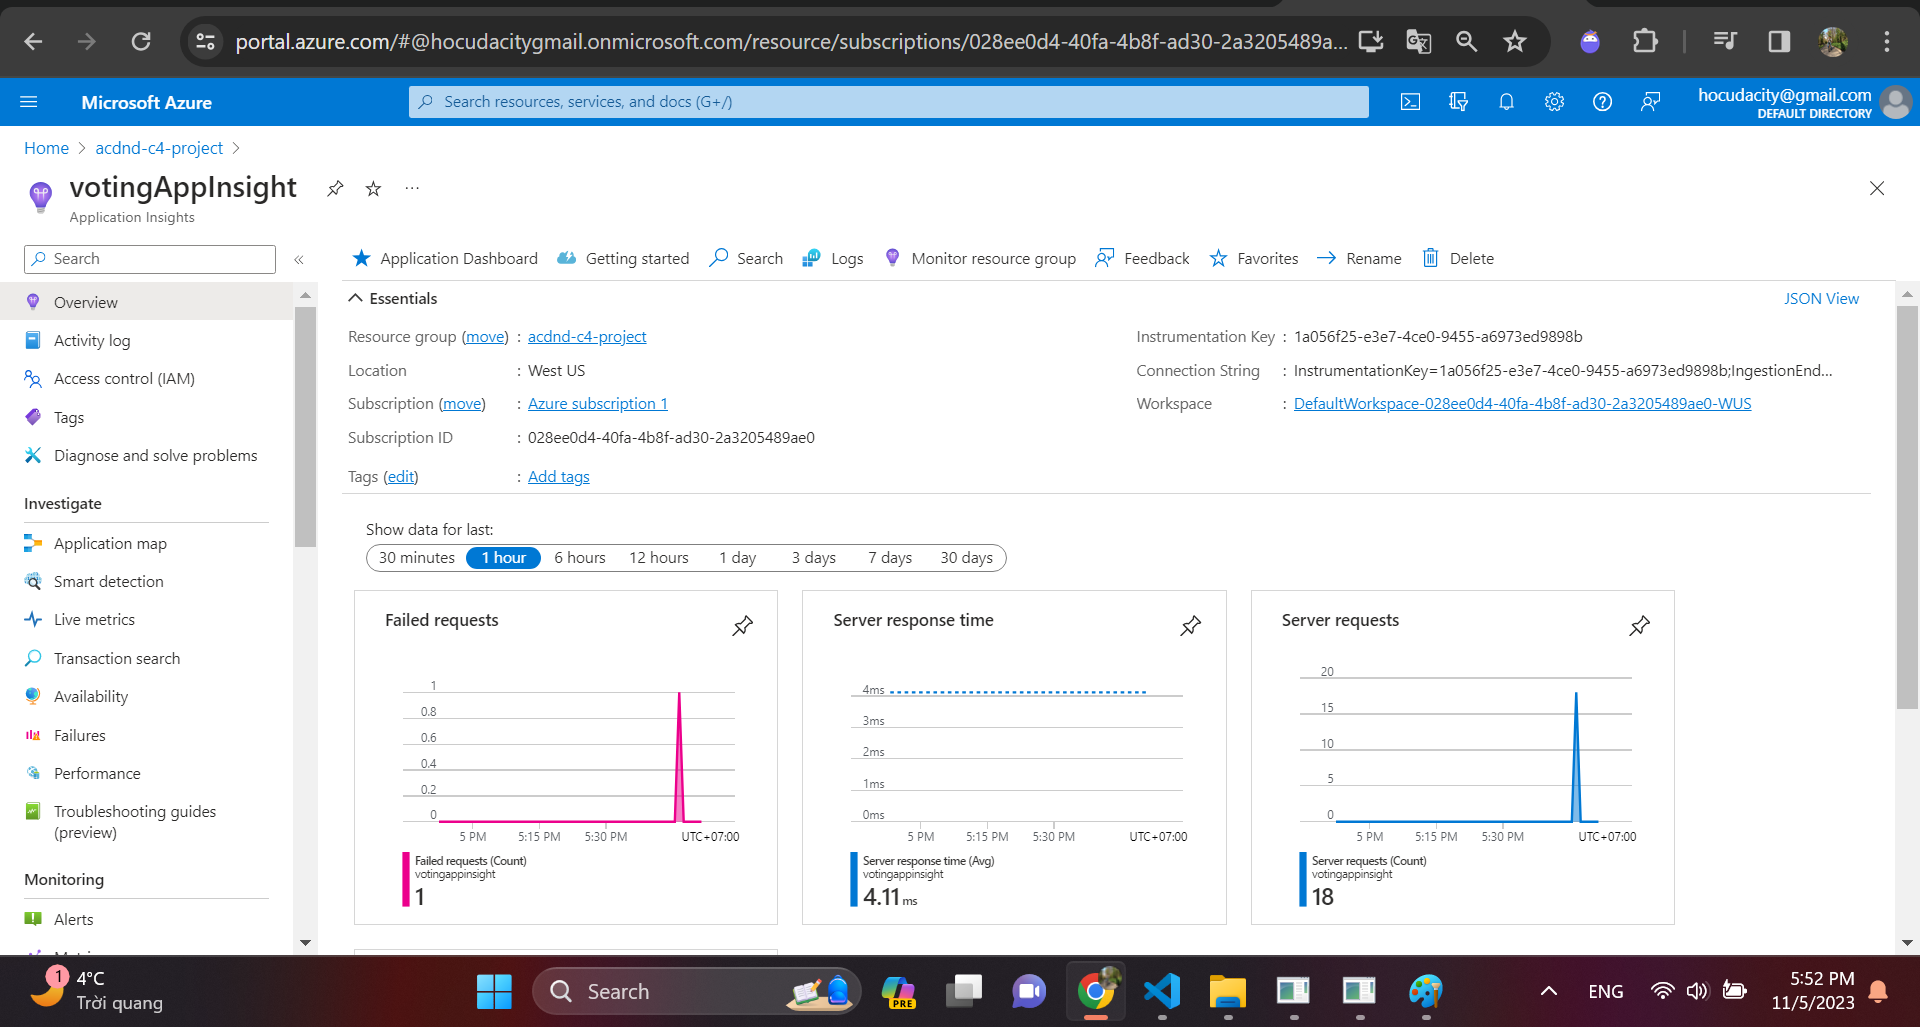 portal.azure.com/#@hocudacitygmail.onmicrosoft.com/resource/subscriptions/028ee0d4-40fa-4b8f-ad30-2a3205489a...
Microsoft Azure
Search resources, services, and docs (G+/)
hocudacity@gmail.com
DEFAULT DIRECTORY
Home > acdnd-c4-project >
votingAppInsight
Application Insights
Search
Application Dashboard
Getting started
Search
Logs
Monitor resource group
Feedback
Favorites
Rename
Delete
Overview
Activity log
Access control (IAM)
Tags
Diagnose and solve problems
Investigate
Application map
Smart detection
Live metrics
Transaction search
Availability
Failures
Performance
Troubleshooting guides
(preview)
Monitoring
Alerts
Essentials
JSON View
Resource group (move) : acdnd-c4-project
Location : West US
Subscription (move) : Azure subscription 1
Subscription ID : 028ee0d4-40fa-4b8f-ad30-2a3205489ae0
Tags (edit) : Add tags
Instrumentation Key : 1a056f25-e3e7-4ce0-9455-a6973ed9898b
Connection String : InstrumentationKey=1a056f25-e3e7-4ce0-9455-a6973ed9898b;IngestionEnd...
Workspace : DefaultWorkspace-028ee0d4-40fa-4b8f-ad30-2a3205489ae0-WUS
Show data for last:
30 minutes 1 hour 6 hours 12 hours 1 day 3 days 7 days 30 days
Failed requests
1
0.8
0.6
0.4
0.2
0
5 PM 5:15 PM 5:30 PM UTC+07:00
Failed requests (Count)
votingappinsight
1
Server response time
4ms
3ms
2ms
1ms
0ms
5 PM 5:15 PM 5:30 PM UTC+07:00
Server response time (Avg)
votingappinsight
4.11 ms
Server requests
20
15
10
5
0
5 PM 5:15 PM 5:30 PM UTC+07:00
Server requests (Count)
votingappinsight
18
1
4°C
Trời quang
Search
PRE
ENG
5:52 PM
11/5/2023